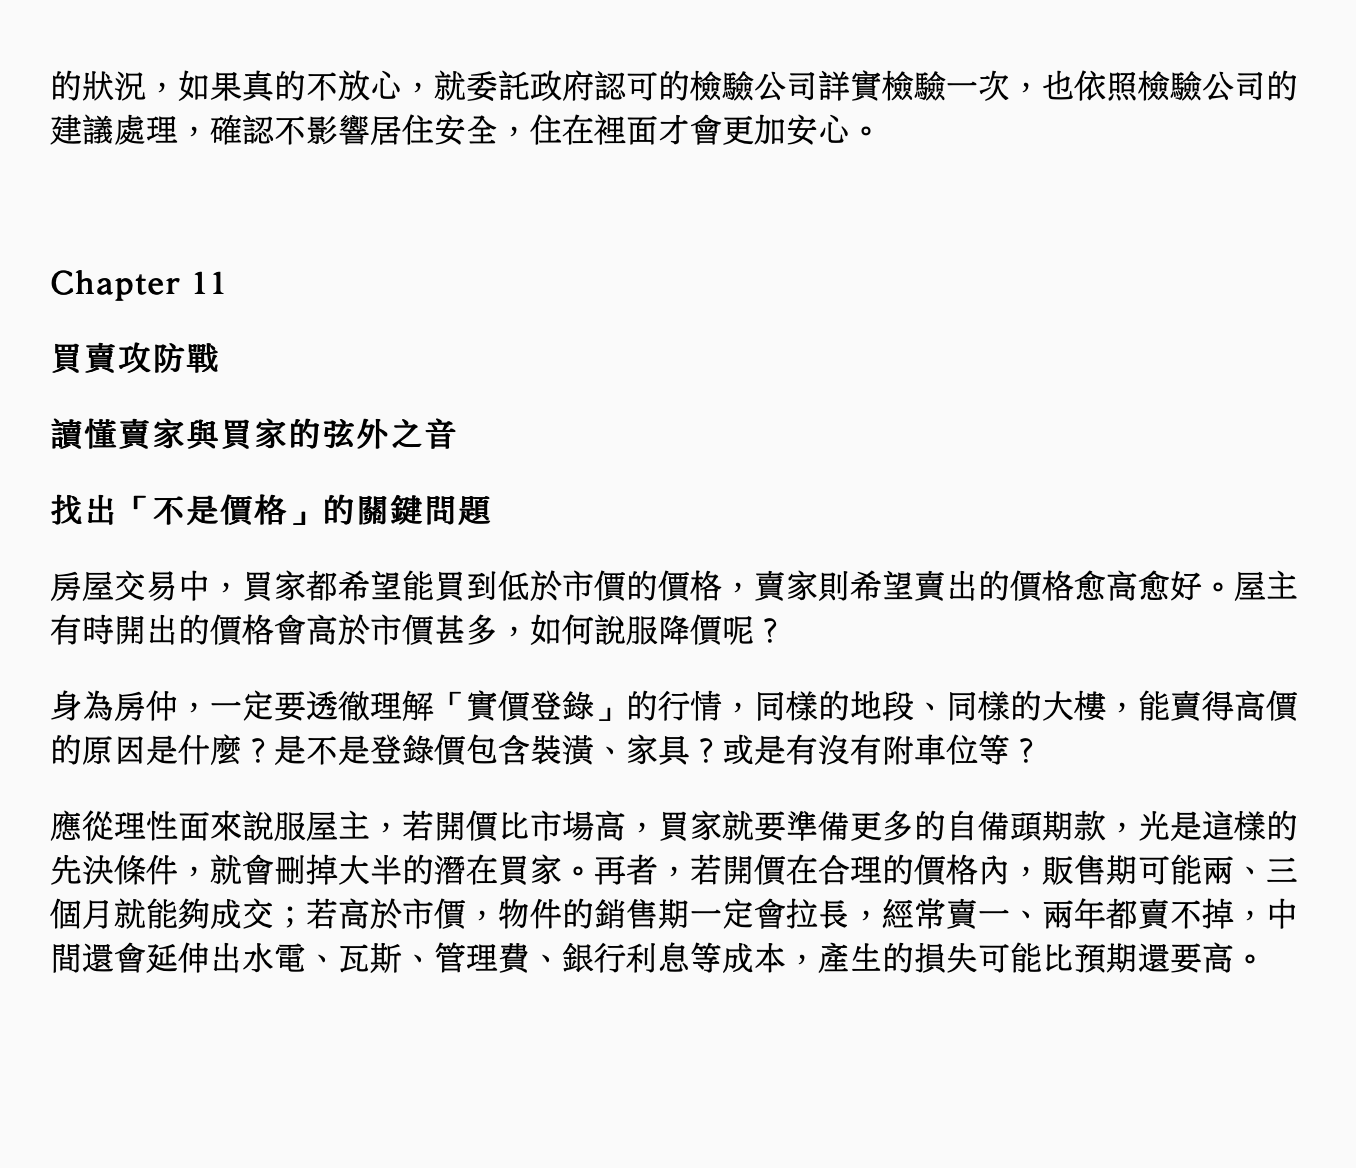 的狀況，如果真的不放心，就委託政府認可的檢驗公司詳實檢驗一次，也依照檢驗公司的
建議處理，確認不影響居住安全，住在裡面才會更加安心。
Chapter 11
買賣攻防戰
讀懂賣家與買家的弦外之音
找出「不是價格」的關鍵問題
房屋交易中，買家都希望能買到低於市價的價格，賣家則希望賣出的價格愈高愈好。屋主
有時開出的價格會高於市價甚多，如何說服降價呢？
身為房仲，一定要透徹理解「實價登錄」的行情，同樣的地段、同樣的大樓，能賣得高價
的原因是什麼？是不是登錄價包含裝潢、家具？或是有沒有附車位等？
應從理性面來說服屋主，若開價比市場高，買家就要準備更多的自備頭期款，光是這樣的
先決條件，就會刪掉大半的潛在買家。再者，若開價在合理的價格內，販售期可能兩、三
個月就能夠成交；若高於市價，物件的銷售期一定會拉長，經常賣一、兩年都賣不掉，中
間還會延伸出水電、瓦斯、管理費、銀行利息等成本，產生的損失可能比預期還要高。